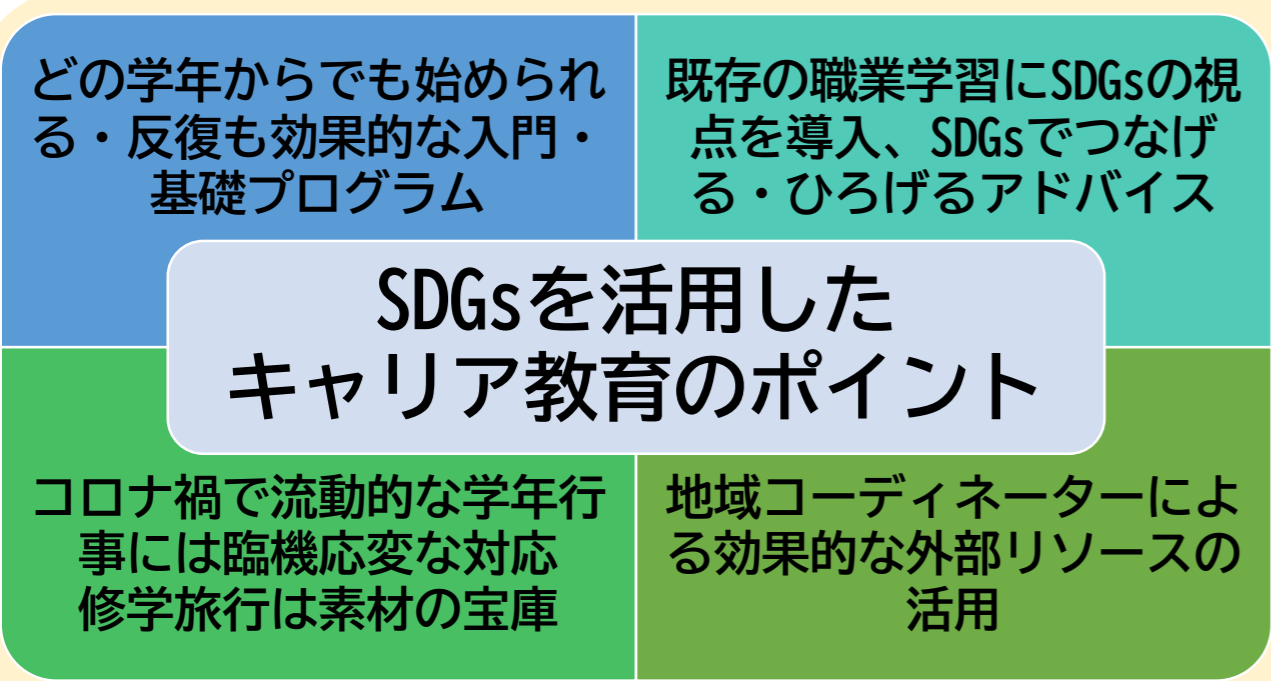 どの学年からでも始められ
る・反復も効果的な入門・
基礎プログラム
既存の職業学習にSDGsの視
点を導入、SDGsでつなげ
る・ひろげるアドバイス
SDGsを活用した
キャリア教育のポイント
コロナ禍で流動的な学年行
事には臨機応変な対応
修学旅行は素材の宝庫
地域コーディネーターによ
る効果的な外部リソースの
活用